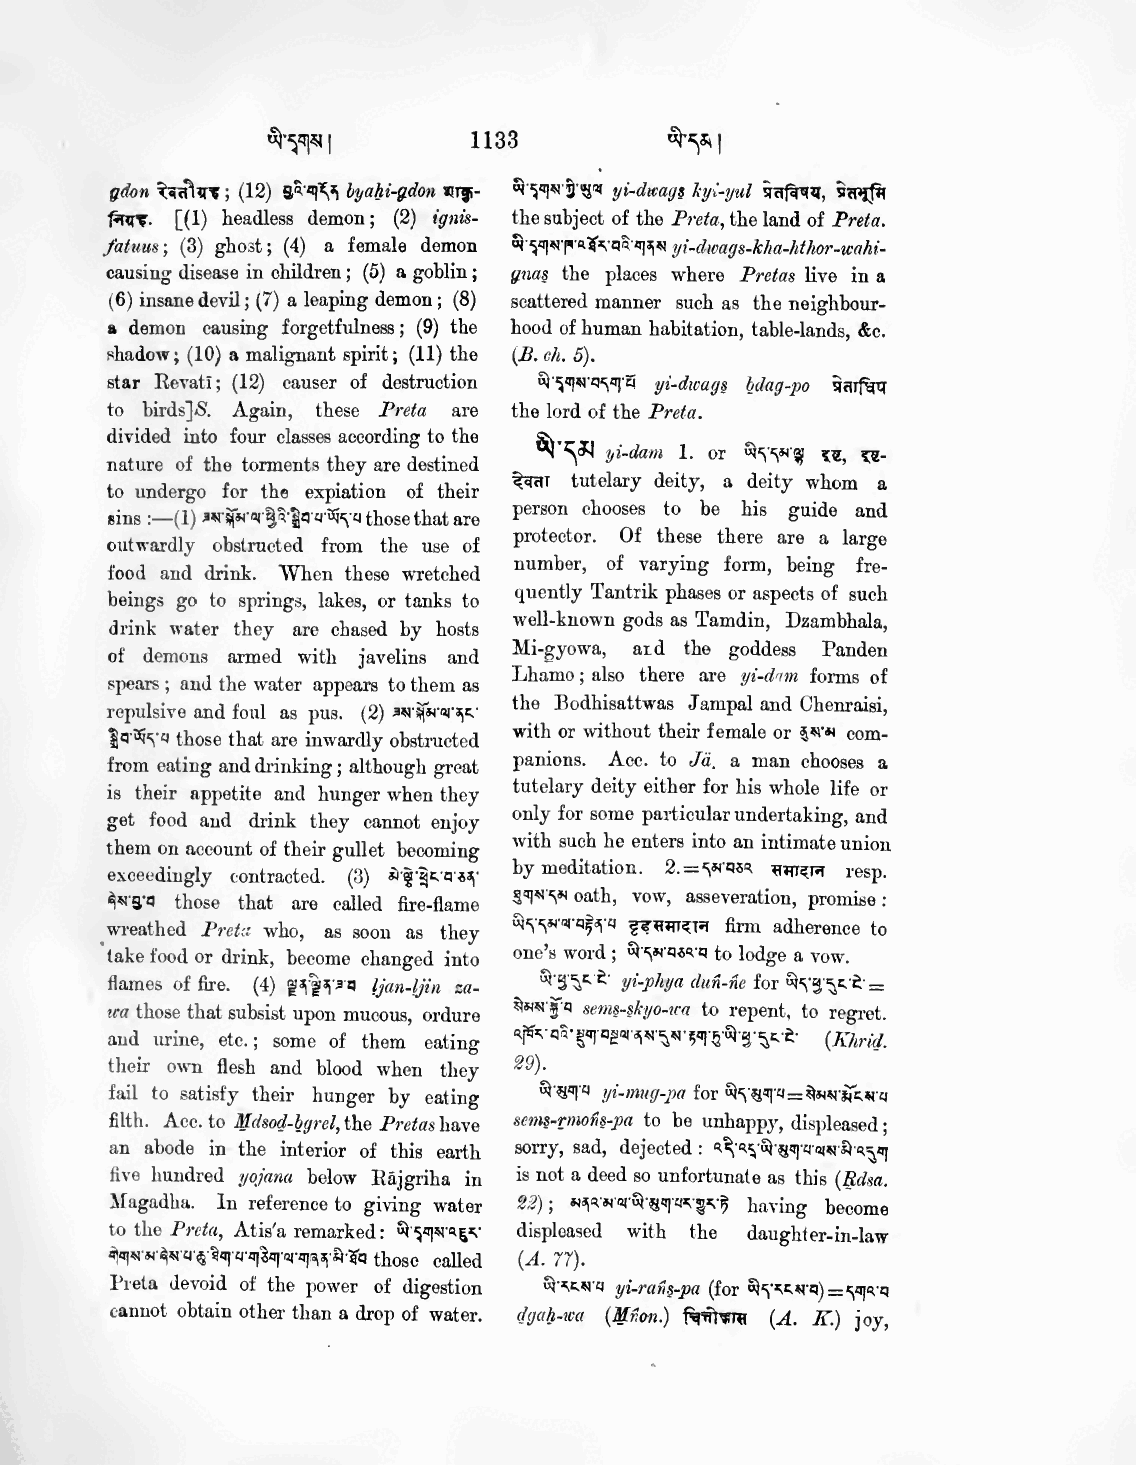 ཡི་དྭགས།
1133
ཡི་དམ།
gdon रेवतीग्रह; (12) བྱའི་གདོན byaḥi-gdon शाकु-
निग्रह. [(1) headless demon; (2) ignis-
fatuus; (3) ghost; (4) a female demon
causing disease in children; (5) a goblin;
(6) insane devil; (7) a leaping demon; (8)
a demon causing forgetfulness; (9) the
shadow; (10) a malignant spirit; (11) the
star Revatī; (12) causer of destruction
to birds]S. Again, these Preta are
divided into four classes according to the
nature of the torments they are destined
to undergo for the expiation of their
sins :—(1) ཟས་སྐོམ་ལ་ཕྱིའི་སྒྲིབ་པ་ཡོད་པ those that are
outwardly obstructed from the use of
food and drink. When these wretched
beings go to springs, lakes, or tanks to
drink water they are chased by hosts
of demons armed with javelins and
spears; and the water appears to them as
repulsive and foul as pus. (2) ཟས་སྐོམ་ལ་ནང་
སྒྲིབ་ཡོད་པ those that are inwardly obstructed
from eating and drinking; although great
is their appetite and hunger when they
get food and drink they cannot enjoy
them on account of their gullet becoming
exceedingly contracted. (3) མེ་ལྕེ་ཕྲེང་བ་ཅན་
ཞེས་བྱ་བ those that are called fire-flame
wreathed Preta who, as soon as they
take food or drink, become changed into
flames of fire. (4) ལྗན་ལྗིན་ཟ་བ ljan-ljin za-
wa those that subsist upon mucous, ordure
and urine, etc.; some of them eating
their own flesh and blood when they
fail to satisfy their hunger by eating
filth. Acc. to Mdsod-bgrel, the Pretas have
an abode in the interior of this earth
five hundred yojana below Rājgriha in
Magadha. In reference to giving water
to the Preta, Atis'a remarked: ཡི་དྭགས་འཇུར་
གེགས་མ་ཞེས་པ་ཆུ་ཐིག་པ་གཅིག་ལ་གཞན་མི་ཐོབ those called
Preta devoid of the power of digestion
cannot obtain other than a drop of water.
ཡི་དྭགས་ཀྱི་ཡུལ yi-dwags kyi-yul प्रेतविषय, प्रेतभूमि
the subject of the Preta, the land of Preta.
ཡི་དྭགས་ཁ་འཐོར་བའི་གནས yi-dwags-kha-hthor-wahi-
gnas the places where Pretas live in a
scattered manner such as the neighbour-
hood of human habitation, table-lands, &c.
(B. ch. 5).
ཡི་དྭགས་བདག་པོ yi-dwags bdag-po प्रेताधिप
the lord of the Preta.
ཡི་དམ yi-dam 1. or ཡིད་དམ་ལྷ इष्ट, इष्ट-
देवता tutelary deity, a deity whom a
person chooses to be his guide and
protector. Of these there are a large
number, of varying form, being fre-
quently Tantrik phases or aspects of such
well-known gods as Tamdin, Dzambhala,
Mi-gyowa, and the goddess Panden
Lhamo; also there are yi-dam forms of
the Bodhisattwas Jampal and Chenraisi,
with or without their female or ནུས་མ com-
panions. Acc. to Jä. a man chooses a
tutelary deity either for his whole life or
only for some particular undertaking, and
with such he enters into an intimate union
by meditation. 2.=དམ་བཅའ समादान resp.
ཐུགས་དམ oath, vow, asseveration, promise:
ཡིད་དམ་ལ་བརྟེན་པ दृढ़समादान firm adherence to
one's word; ཡི་དམ་བཅའ་བ to lodge a vow.
ཡི་ཕྱ་དུང་ངེ་ yi-phya duṅ-ṅe for ཡིད་ཕྱ་དུང་ངེ་=
སེམས་སྐྱོ་བ sems-skyo-wa to repent, to regret.
འཁོར་བའི་སྡུག་བསྔལ་ནས་དུས་རྟག་ཏུ་ཡི་ཕྱ་དུང་ངེ་ (Khrid.
29).
ཡི་མུག་པ yi-mug-pa for ཡིད་མུག་པ=སེམས་རྨོངས་པ
sems-rmoṅs-pa to be unhappy, displeased;
sorry, sad, dejected: འདི་འདྲ་ཡི་མུག་པ་ལས་མི་འདུག
is not a deed so unfortunate as this (Rdsa.
22); མནའ་མ་ལ་ཡི་མུག་པར་གྱུར་ཏེ having become
displeased with the daughter-in-law
(A. 77).
ཡི་རངས་པ yi-raṅs-pa (for ཡིད་རངས་བ)=དགའ་བ
dgaḥ-wa (Mṅon.) चित्तोल्लास (A. K.) joy,